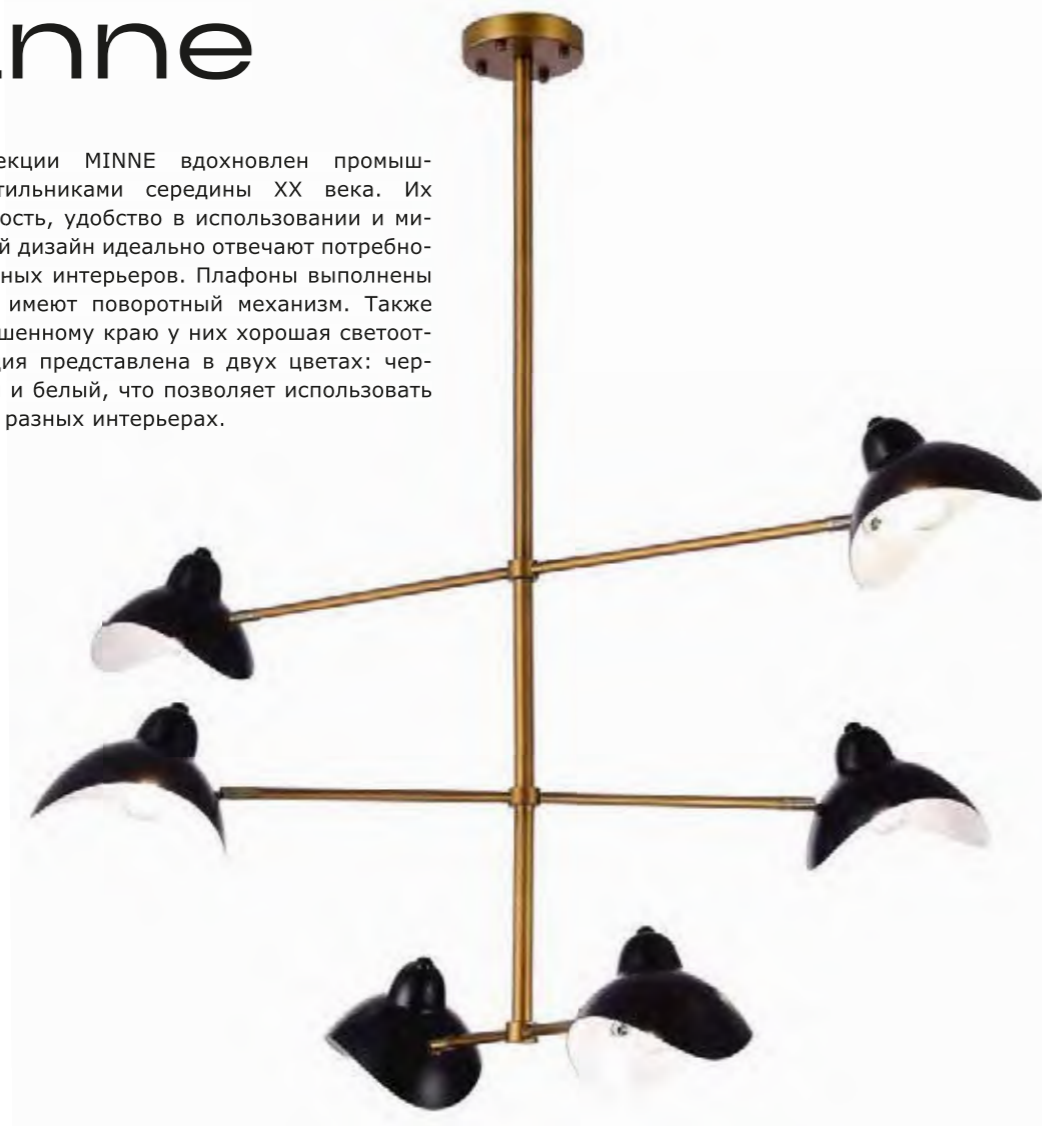 nne
екции MINNE вдохновлен промыш-
тильниками середины XX века. Их
ость, удобство в использовании и ми-
й дизайн идеально отвечают потребно-
ных интерьеров. Плафоны выполнены
имеют поворотный механизм. Также
шенному краю у них хорошая светоот-
ия представлена в двух цветах: чер-
и белый, что позволяет использовать
разных интерьерах.